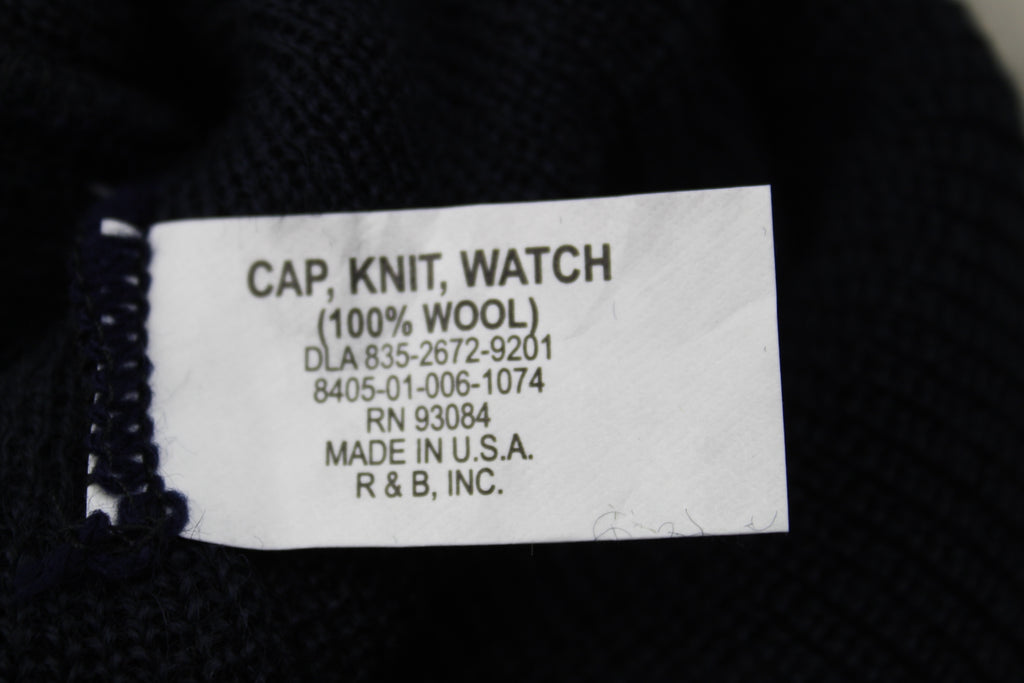 CAP, KNIT, WATCH
(100% WOOL)
DLA 835-2672-9201
8405-01-006-1074
RN 93084
MADE IN U.S.A.
R & B, INC.